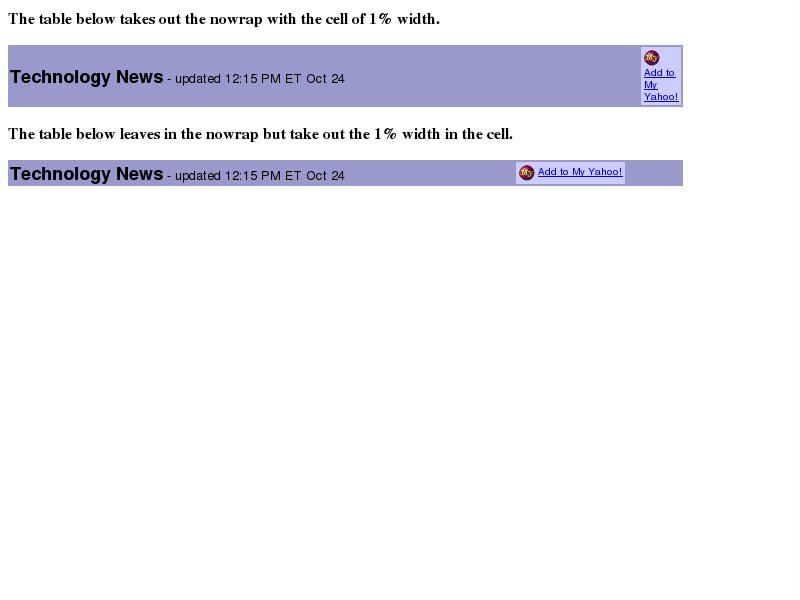 The table below takes out the nowrap with the cell of 1% width.
Technology News - updated 12:15 PM ET Oct 24
My
Add to
My
Yahoo!
The table below leaves in the nowrap but take out the 1% width in the cell.
Technology News - updated 12:15 PM ET Oct 24 My Add to My Yahoo!